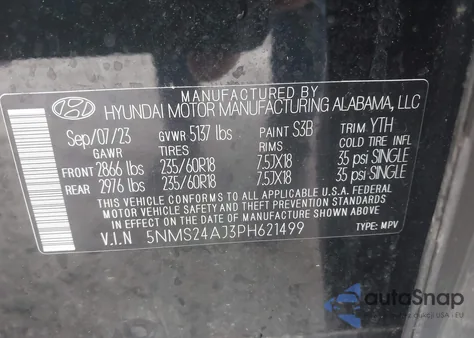 MANUFACTURED BY
HYUNDAI MOTOR MANUFACTURING ALABAMA, LLC
Sep/07/23 GVWR 5137 lbs PAINT S3B TRIM YTH
GAWR TIRES RIMS COLD TIRE INFL
FRONT 2866 lbs 235/60R18 7.5JX18 35 psi SINGLE
REAR 2976 lbs 235/60R18 7.5JX18 35 psi SINGLE
THIS VEHICLE CONFORMS TO ALL APPLICABLE U.S.A. FEDERAL
MOTOR VEHICLE SAFETY AND THEFT PREVENTION STANDARDS
IN EFFECT ON THE DATE OF MANUFACTURE SHOWN ABOVE.
V.I.N 5NMS24AJ3PH621499 TYPE: MPV
autoSnap
USA i EU